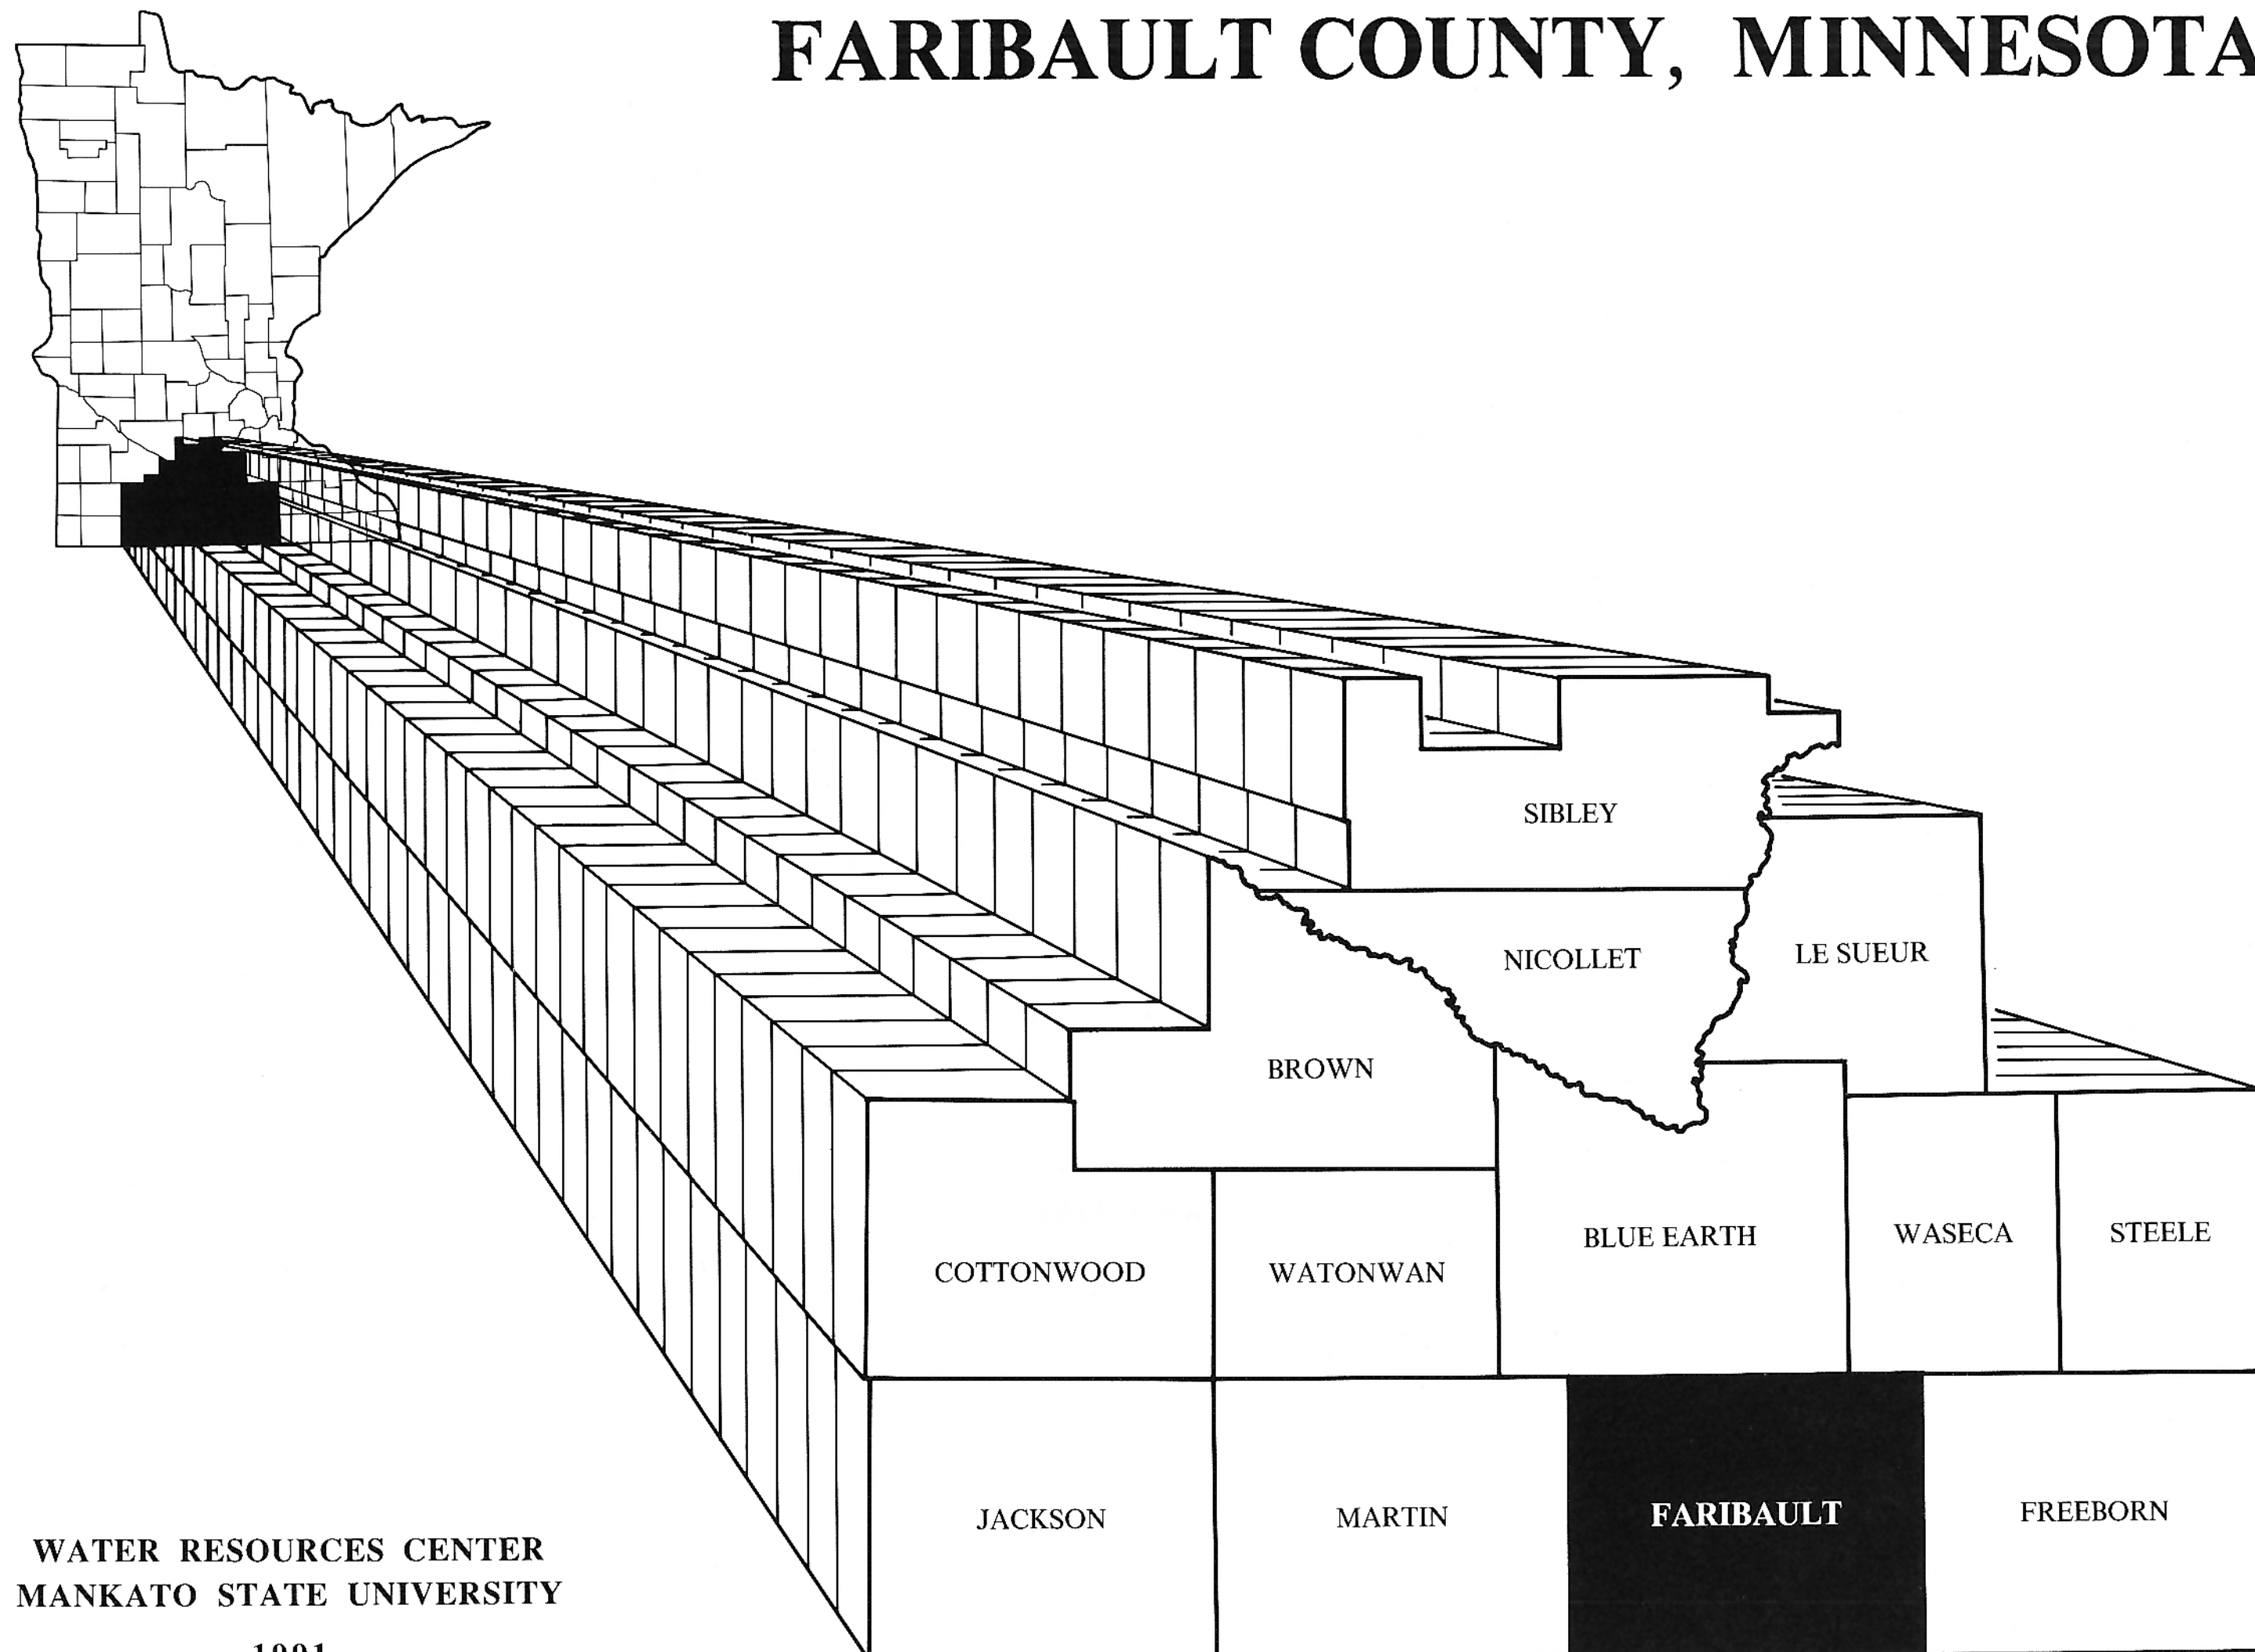 FARIBAULT COUNTY, MINNESOTA
SIBLEY
NICOLLET
LE SUEUR
BROWN
BLUE EARTH
WASECA
STEELE
COTTONWOOD
WATONWAN
JACKSON
MARTIN
FARIBAULT
FREEBORN
WATER RESOURCES CENTER
MANKATO STATE UNIVERSITY
1991